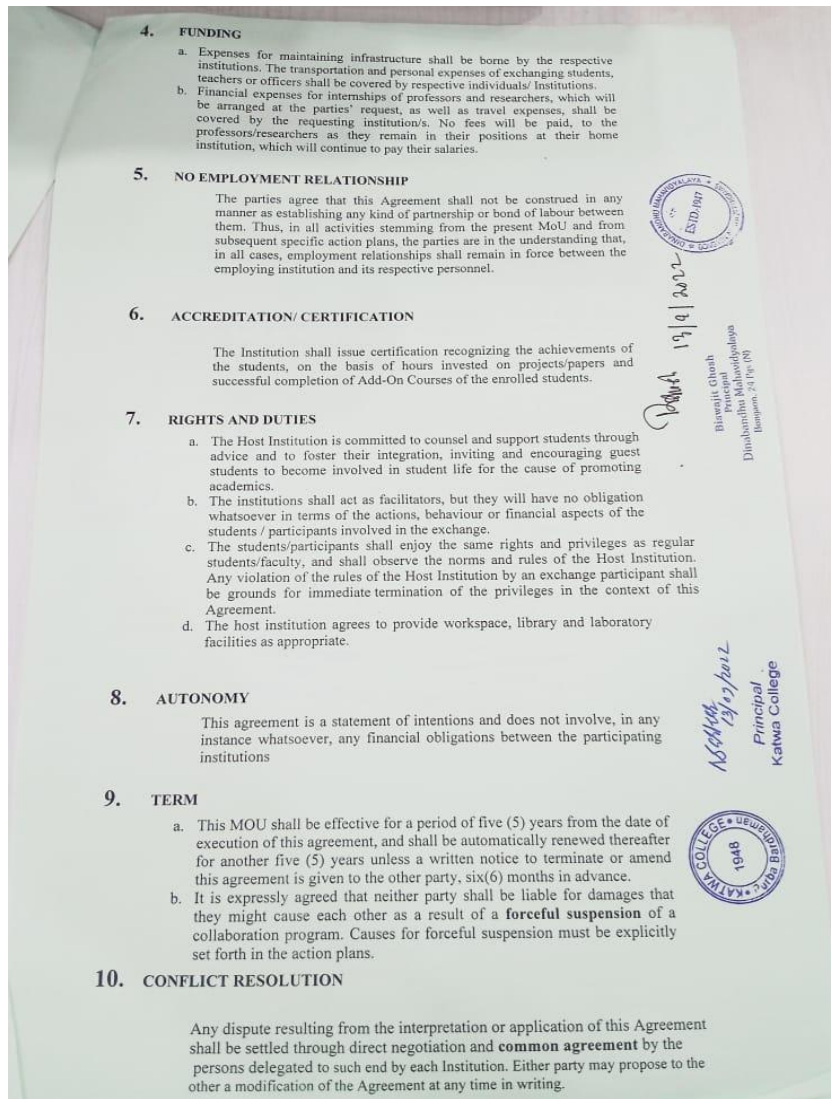 4. FUNDING
a. Expenses for maintaining infrastructure shall be borne by the respective
institutions. The transportation and personal expenses of exchanging students,
teachers or officers shall be covered by respective individuals/ Institutions.
b. Financial expenses for internships of professors and researchers, which will
be arranged at the parties' request, as well as travel expenses, shall be
covered by the requesting institution/s. No fees will be paid, to the
professors/researchers as they remain in their positions at their home
institution, which will continue to pay their salaries.
5. NO EMPLOYMENT RELATIONSHIP
The parties agree that this Agreement shall not be construed in any
manner as establishing any kind of partnership or bond of labour between
them. Thus, in all activities stemming from the present MoU and from
subsequent specific action plans, the parties are in the understanding that,
in all cases, employment relationships shall remain in force between the
employing institution and its respective personnel.
6. ACCREDITATION/ CERTIFICATION
The Institution shall issue certification recognizing the achievements of
the students, on the basis of hours invested on projects/papers and
successful completion of Add-On Courses of the enrolled students.
7. RIGHTS AND DUTIES
a. The Host Institution is committed to counsel and support students through
advice and to foster their integration, inviting and encouraging guest
students to become involved in student life for the cause of promoting
academics.
b. The institutions shall act as facilitators, but they will have no obligation
whatsoever in terms of the actions, behaviour or financial aspects of the
students / participants involved in the exchange.
c. The students/participants shall enjoy the same rights and privileges as regular
students/faculty, and shall observe the norms and rules of the Host Institution.
Any violation of the rules of the Host Institution by an exchange participant shall
be grounds for immediate termination of the privileges in the context of this
Agreement.
d. The host institution agrees to provide workspace, library and laboratory
facilities as appropriate.
8. AUTONOMY
This agreement is a statement of intentions and does not involve, in any
instance whatsoever, any financial obligations between the participating
institutions
9. TERM
a. This MOU shall be effective for a period of five (5) years from the date of
execution of this agreement, and shall be automatically renewed thereafter
for another five (5) years unless a written notice to terminate or amend
this agreement is given to the other party, six(6) months in advance.
b. It is expressly agreed that neither party shall be liable for damages that
they might cause each other as a result of a forceful suspension of a
collaboration program. Causes for forceful suspension must be explicitly
set forth in the action plans.
10. CONFLICT RESOLUTION
Any dispute resulting from the interpretation or application of this Agreement
shall be settled through direct negotiation and common agreement by the
persons delegated to such end by each Institution. Either party may propose to the
other a modification of the Agreement at any time in writing.
DINABANDHU MAHAVIDYALAYA
ESTD.1947
13/9/2022
Biswajit Ghosh
Principal
Dinabandhu Mahavidyalaya
Bongaon, 24 Pgs (N)
13/09/2022
Principal
Katwa College
KATWA COLLEGE
1948
Purba Bardhaman